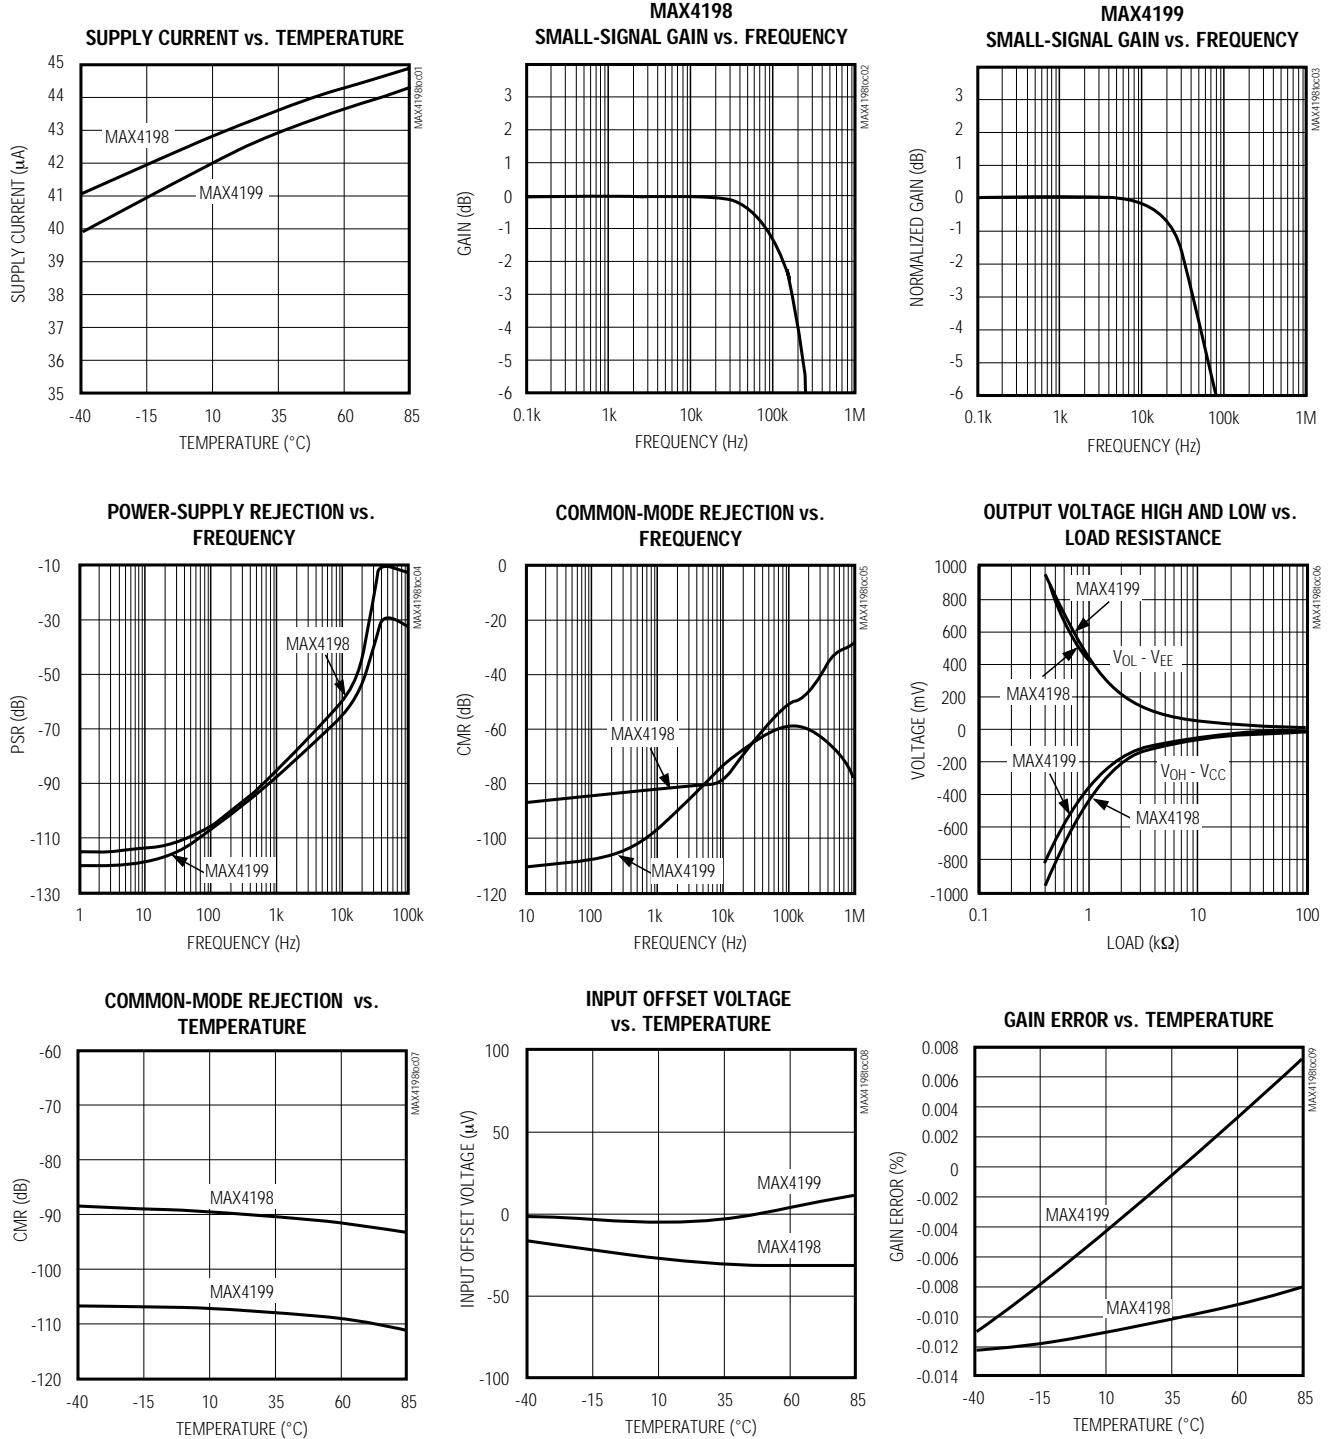 SUPPLY CURRENT vs. TEMPERATURE
45
44
43
42
41
40
39
38
37
36
35
SUPPLY CURRENT (μA)
MAX4198
MAX4199
MAX4198toc01
-40 -15 10 35 60 85
TEMPERATURE (°C)
MAX4198
SMALL-SIGNAL GAIN vs. FREQUENCY
3
2
1
0
-1
-2
-3
-4
-5
-6
GAIN (dB)
MAX4198toc02
0.1k 1k 10k 100k 1M
FREQUENCY (Hz)
MAX4199
SMALL-SIGNAL GAIN vs. FREQUENCY
3
2
1
0
-1
-2
-3
-4
-5
-6
NORMALIZED GAIN (dB)
MAX4198toc03
0.1k 1k 10k 100k 1M
FREQUENCY (Hz)
POWER-SUPPLY REJECTION vs.
FREQUENCY
-10
-30
-50
-70
-90
-110
-130
PSR (dB)
MAX4198
MAX4199
MAX4198toc04
1 10 100 1k 10k 100k
FREQUENCY (Hz)
COMMON-MODE REJECTION vs.
FREQUENCY
0
-20
-40
-60
-80
-100
-120
CMR (dB)
MAX4198
MAX4199
MAX4198toc05
10 100 1k 10k 100k 1M
FREQUENCY (Hz)
OUTPUT VOLTAGE HIGH AND LOW vs.
LOAD RESISTANCE
1000
800
600
400
200
0
-200
-400
-600
-800
-1000
VOLTAGE (mV)
MAX4199
VOL - VEE
MAX4198
MAX4199
VOH - VCC
MAX4198
MAX4198toc06
0.1 1 10 100
LOAD (kΩ)
COMMON-MODE REJECTION vs.
TEMPERATURE
-60
-70
-80
-90
-100
-110
-120
CMR (dB)
MAX4198
MAX4199
MAX4198toc07
-40 -15 10 35 60 85
TEMPERATURE (°C)
INPUT OFFSET VOLTAGE
vs. TEMPERATURE
100
50
0
-50
-100
INPUT OFFSET VOLTAGE (μV)
MAX4199
MAX4198
MAX4198toc08
-40 -15 10 35 60 85
TEMPERATURE (°C)
GAIN ERROR vs. TEMPERATURE
0.008
0.006
0.004
0.002
0
-0.002
-0.004
-0.006
-0.008
-0.010
-0.012
-0.014
GAIN ERROR (%)
MAX4199
MAX4198
MAX4198toc09
-40 -15 10 35 60 85
TEMPERATURE (°C)